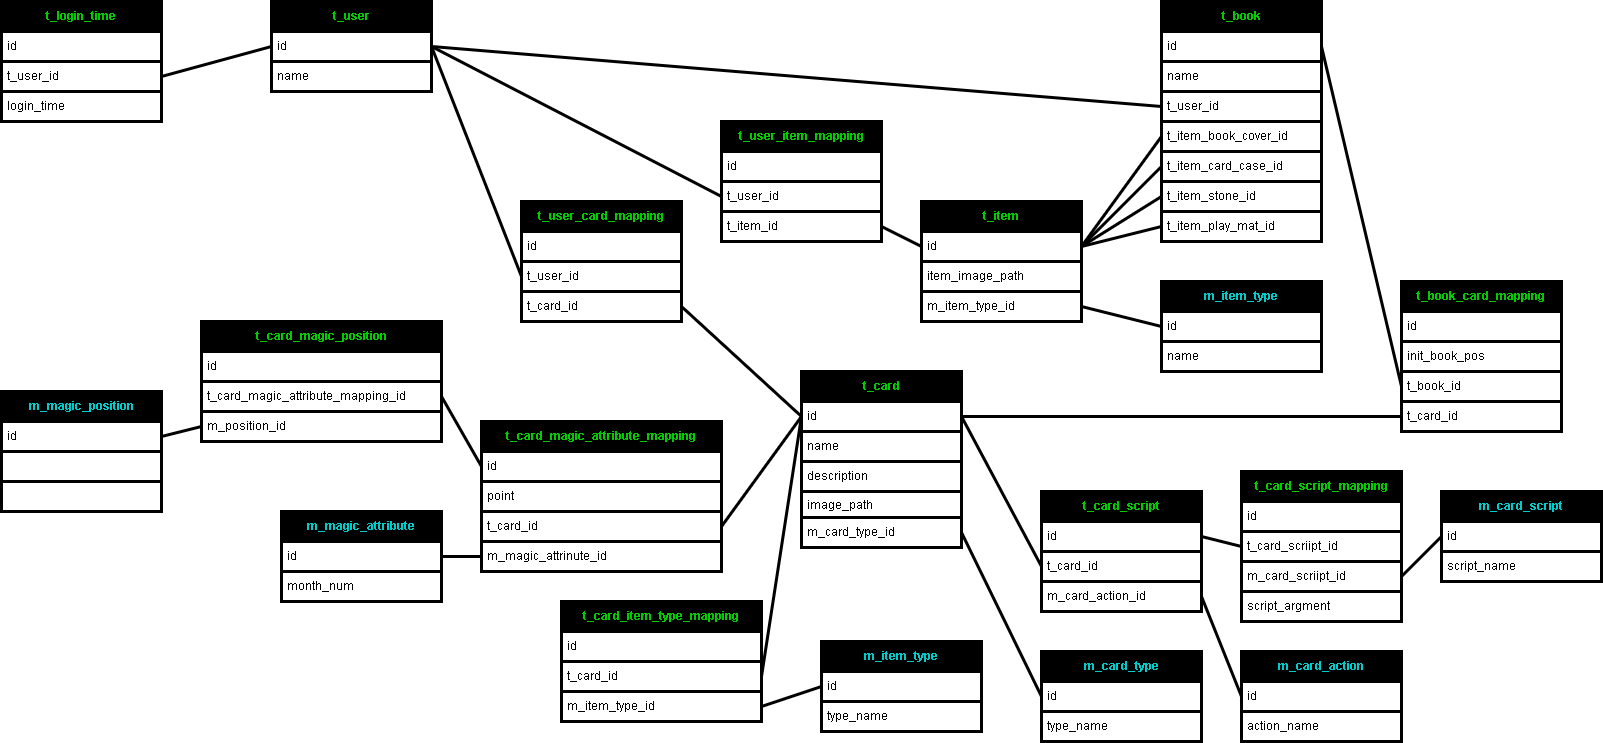 t_login_time
id
t_user_id
login_time
t_user
id
name
t_book
id
name
t_user_id
t_item_book_cover_id
t_item_card_case_id
t_item_stone_id
t_item_play_mat_id
t_user_item_mapping
id
t_user_id
t_item_id
t_user_card_mapping
id
t_user_id
t_card_id
t_item
id
item_image_path
m_item_type_id
m_item_type
id
name
t_book_card_mapping
id
init_book_pos
t_book_id
t_card_id
t_card_magic_position
id
t_card_magic_attribute_mapping_id
m_position_id
m_magic_position
id
t_card_magic_attribute_mapping
id
point
t_card_id
m_magic_attrinute_id
t_card
id
name
description
image_path
m_card_type_id
m_magic_attribute
id
month_num
t_card_script
id
t_card_id
m_card_action_id
t_card_script_mapping
id
t_card_scriipt_id
m_card_scriipt_id
script_argment
m_card_script
id
script_name
t_card_item_type_mapping
id
t_card_id
m_item_type_id
m_item_type
id
type_name
m_card_type
id
type_name
m_card_action
id
action_name